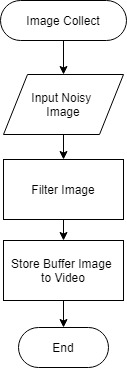 Image Collect
Input Noisy
Image
Filter Image
Store Buffer Image
to Video
End